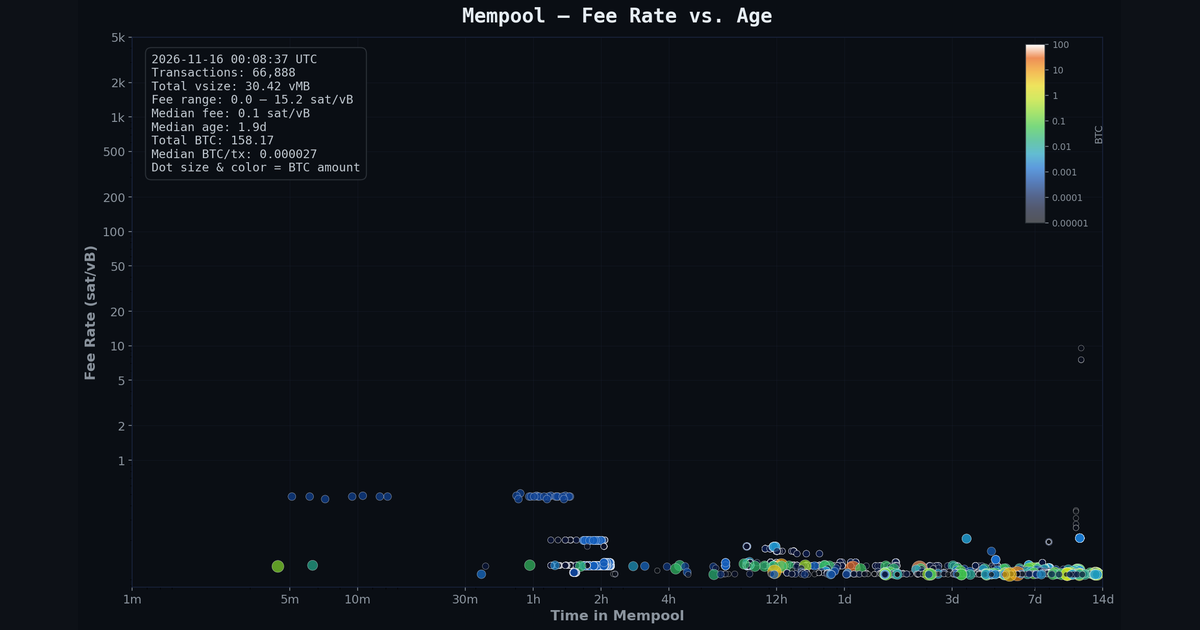 Mempool — Fee Rate vs. Age
2026-11-16 00:08:37 UTC
Transactions: 66,888
Total vsize: 30.42 vMB
Fee range: 0.0 – 15.2 sat/vB
Median fee: 0.1 sat/vB
Median age: 1.9d
Total BTC: 158.17
Median BTC/tx: 0.000027
Dot size & color = BTC amount
100
10
1
0.1
0.01
0.001
0.0001
0.00001
BTC
Fee Rate (sat/vB)
5k
2k
1k
500
200
100
50
20
10
5
2
1
1m
5m
10m
30m
1h
2h
4h
12h
1d
3d
7d
14d
Time in Mempool